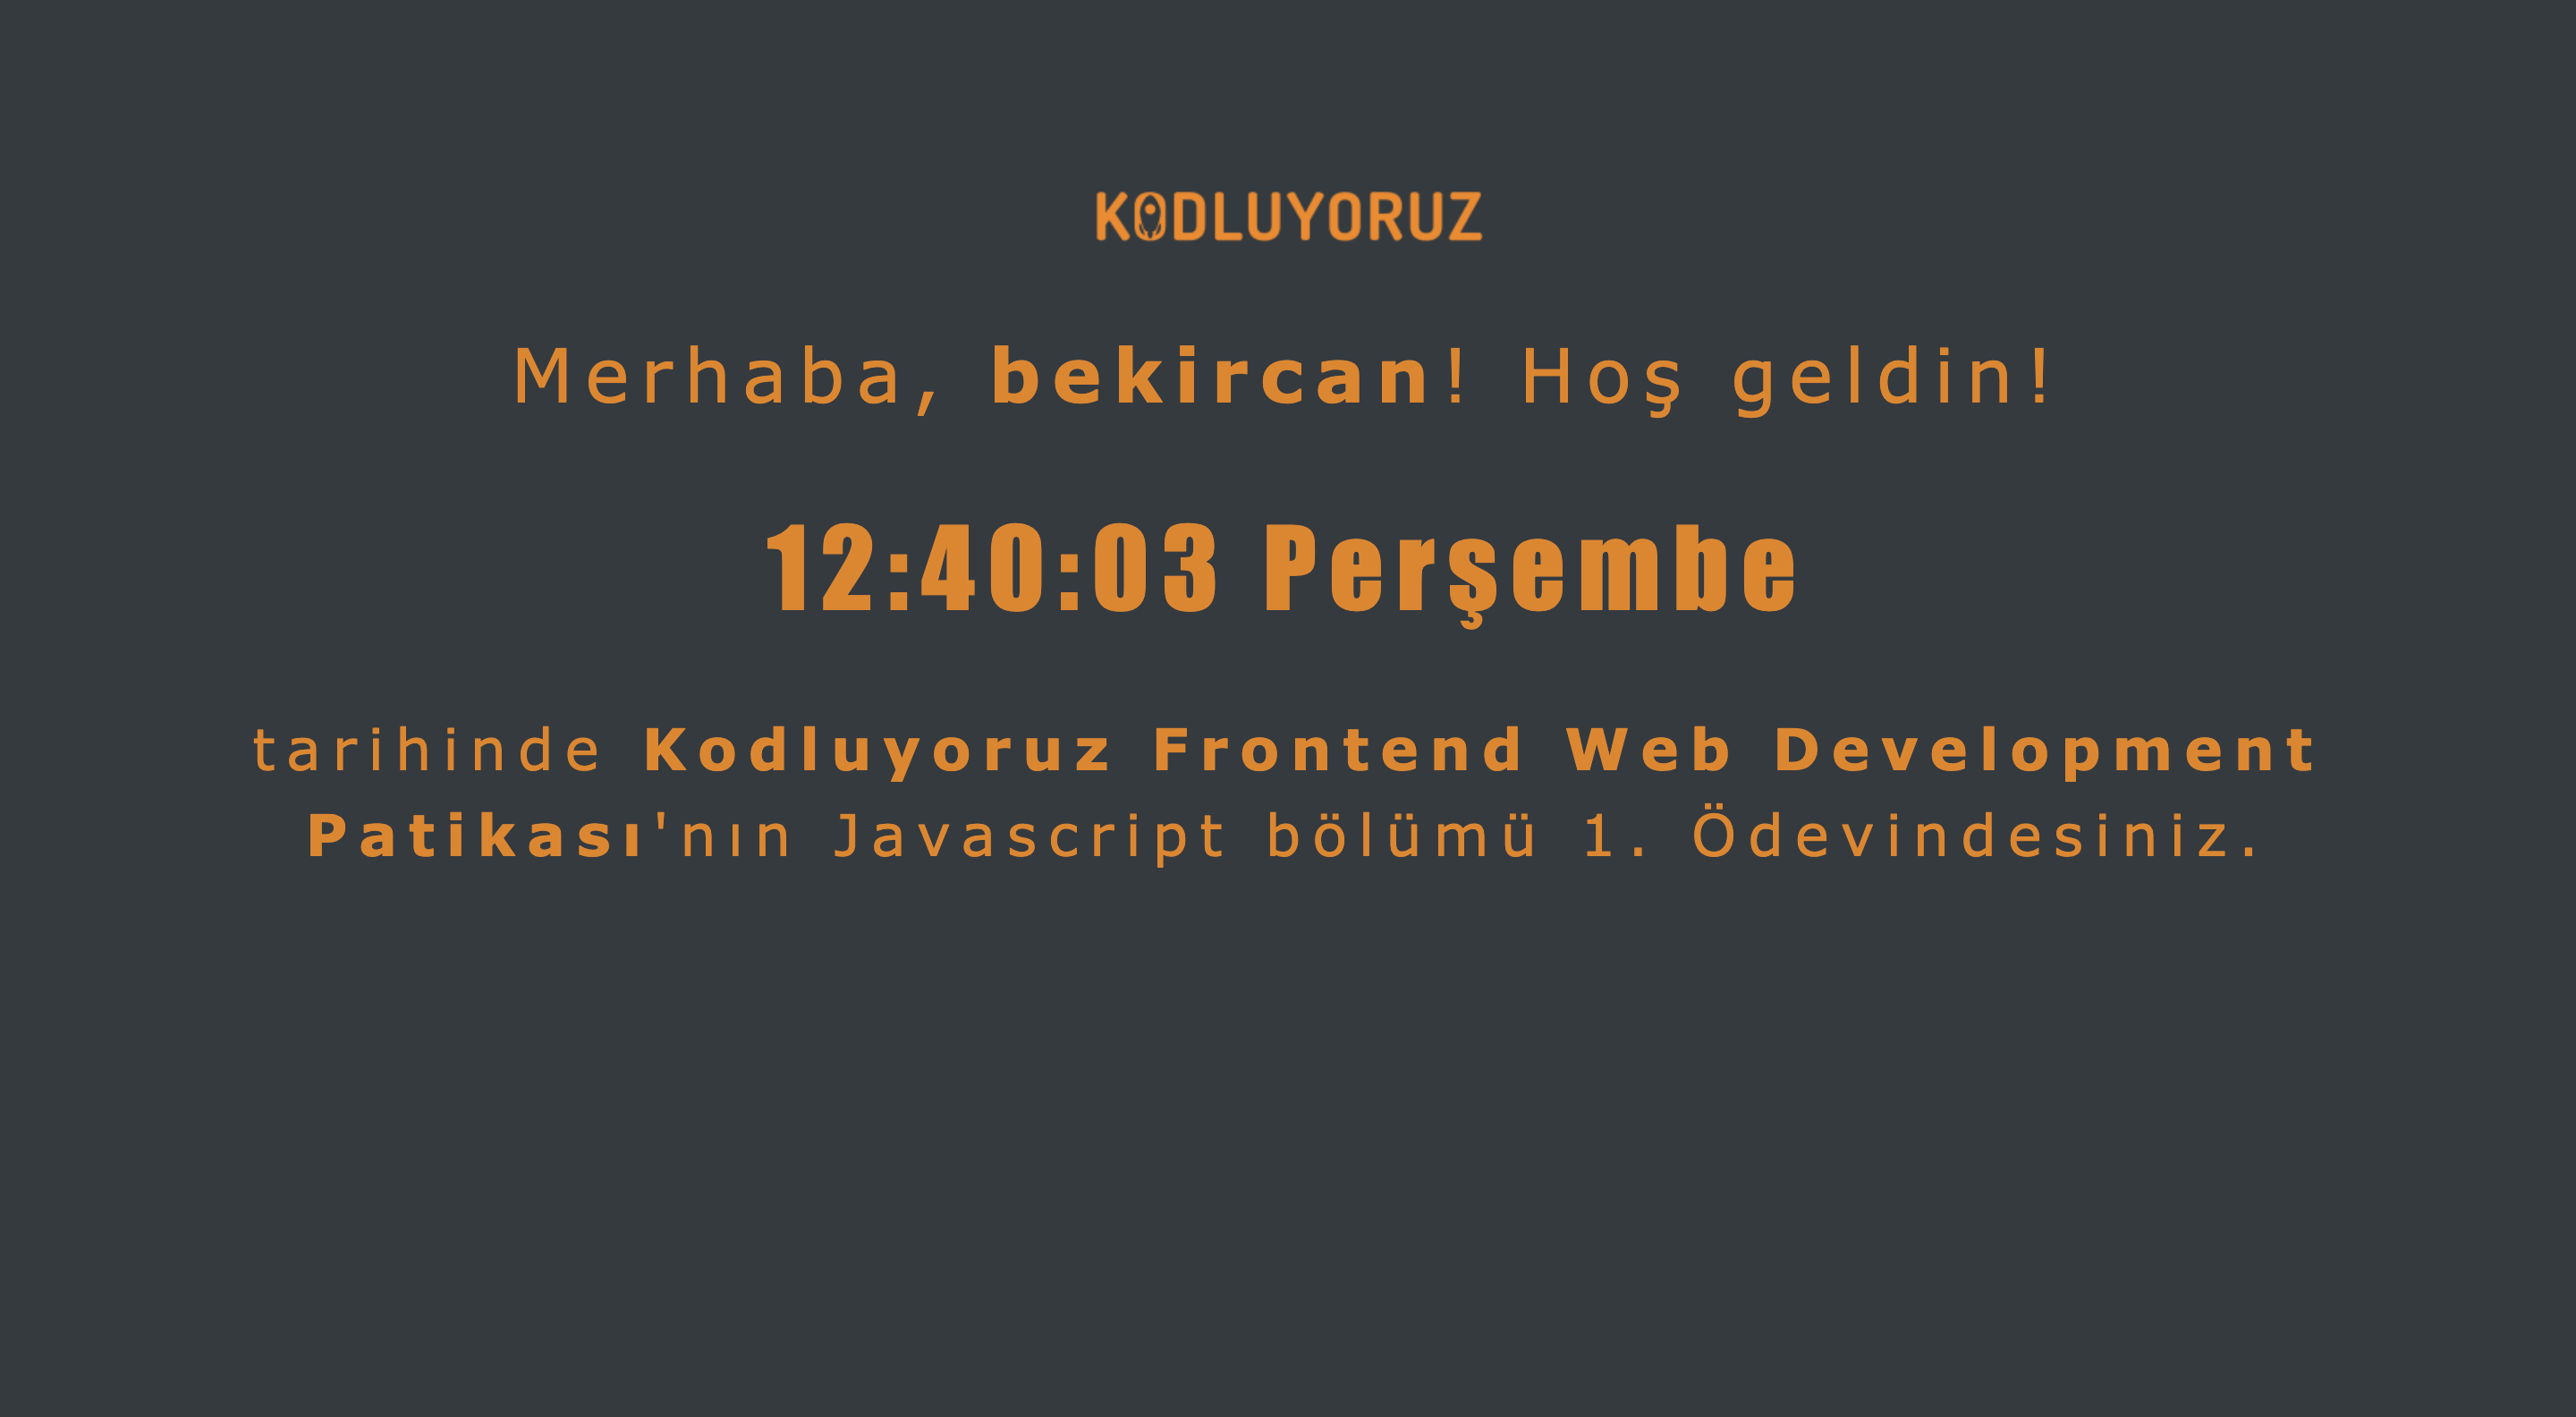 KODLUYORUZ
Merhaba, bekircan! Hoş geldin!
12:40:03 Perşembe
tarihinde Kodluyoruz Frontend Web Development
Patikası'nın Javascript bölümü 1. Ödevindesiniz.